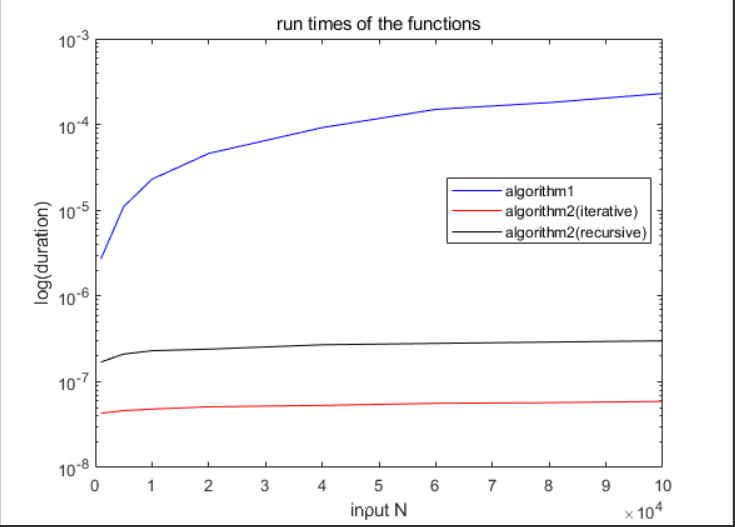 run times of the functions
log(duration)
10-3
10-4
10-5
10-6
10-7
10-8
algorithm1
algorithm2(iterative)
algorithm2(recursive)
0 1 2 3 4 5 6 7 8 9 10
input N
×104